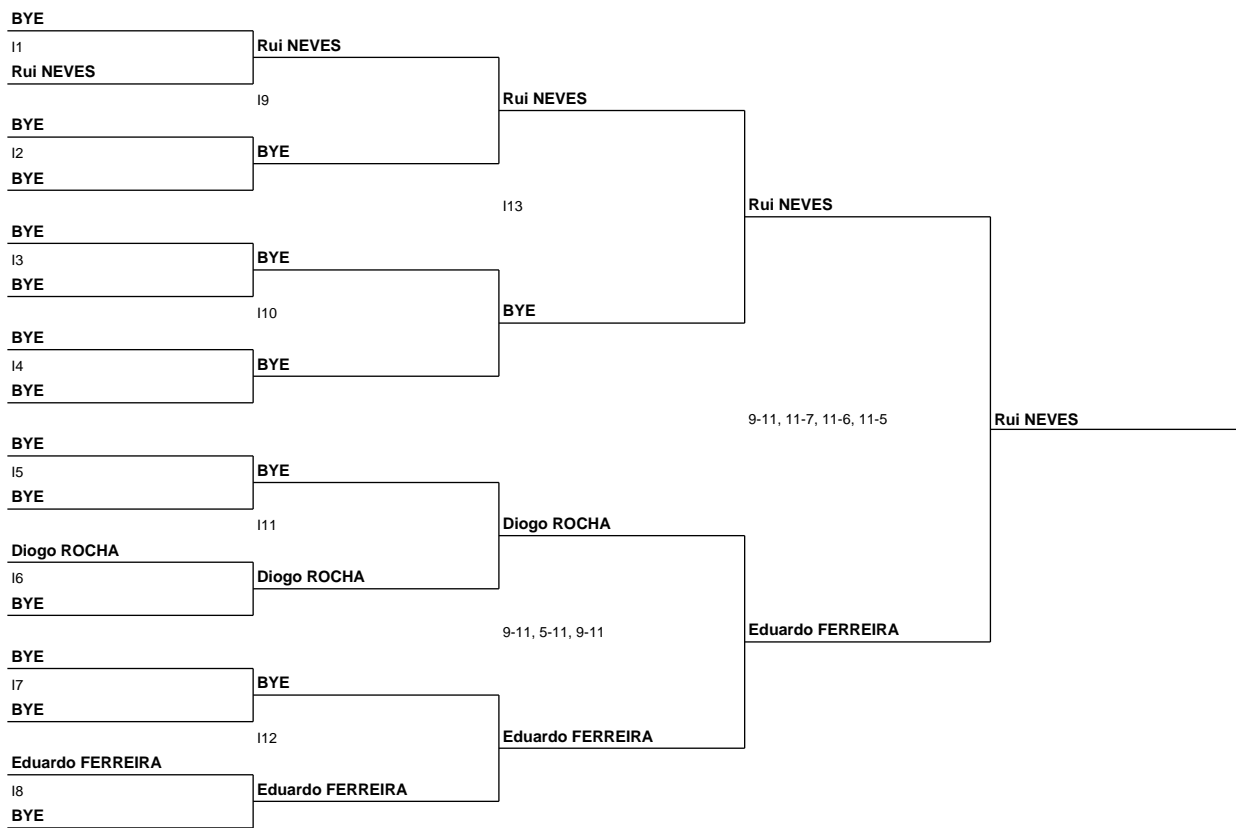 BYE
I1
Rui NEVES
Rui NEVES
I9
Rui NEVES
BYE
I2
BYE
BYE
I13
Rui NEVES
BYE
I3
BYE
BYE
I10
BYE
BYE
I4
BYE
BYE
9-11, 11-7, 11-6, 11-5
Rui NEVES
BYE
I5
BYE
BYE
I11
Diogo ROCHA
Diogo ROCHA
I6
BYE
Diogo ROCHA
9-11, 5-11, 9-11
Eduardo FERREIRA
BYE
I7
BYE
BYE
I12
Eduardo FERREIRA
Eduardo FERREIRA
I8
BYE
Eduardo FERREIRA